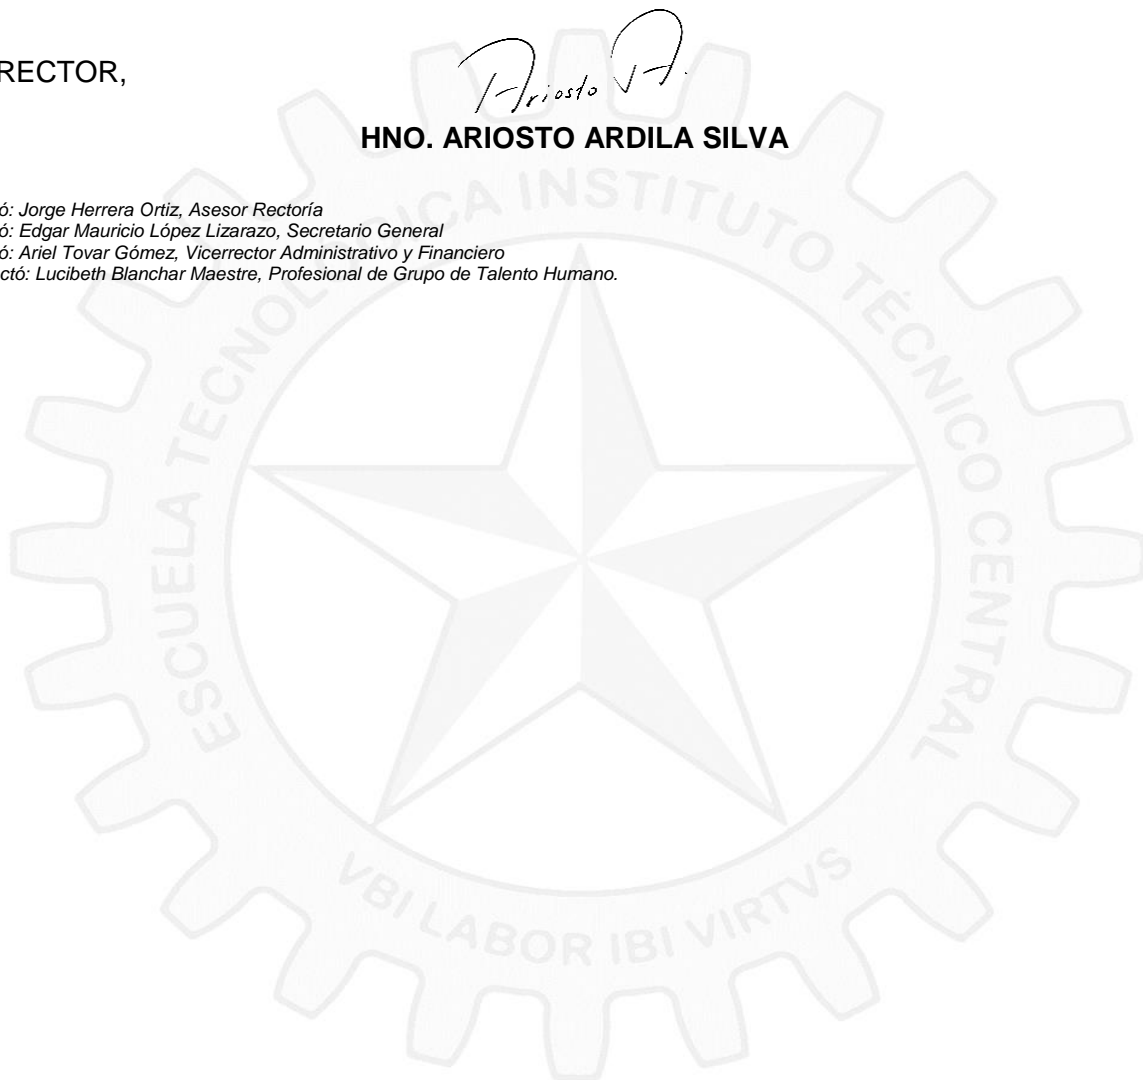 RECTOR,
Ariosto A.
HNO. ARIOSTO ARDILA SILVA
ó: Jorge Herrera Ortiz, Asesor Rectoría
ó: Edgar Mauricio López Lizarazo, Secretario General
ó: Ariel Tovar Gómez, Vicerrector Administrativo y Financiero
ctó: Lucibeth Blanchar Maestre, Profesional de Grupo de Talento Humano.
ESCUELA TECNOLÓGICA INSTITUTO TÉCNICO CENTRAL
VBI LABOR IBI VIRTVS